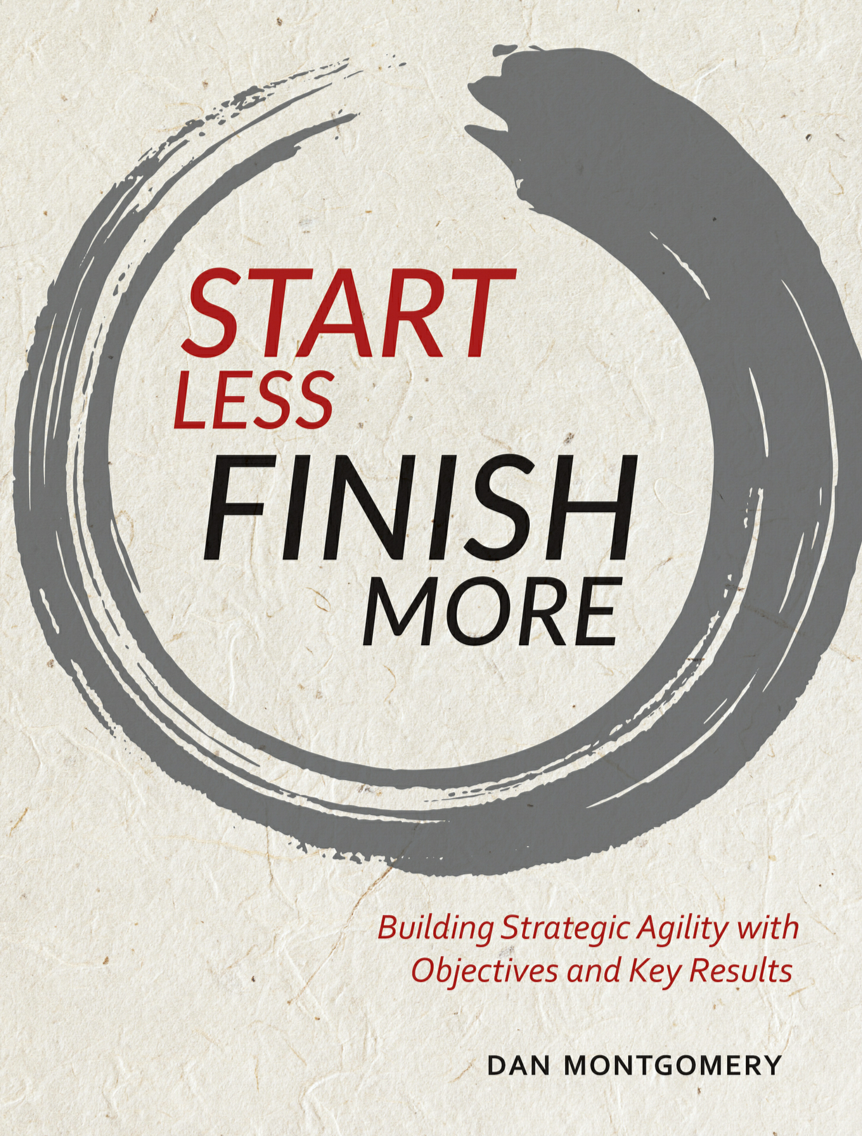 START
LESS
FINISH
MORE
Building Strategic Agility with
Objectives and Key Results
DAN MONTGOMERY